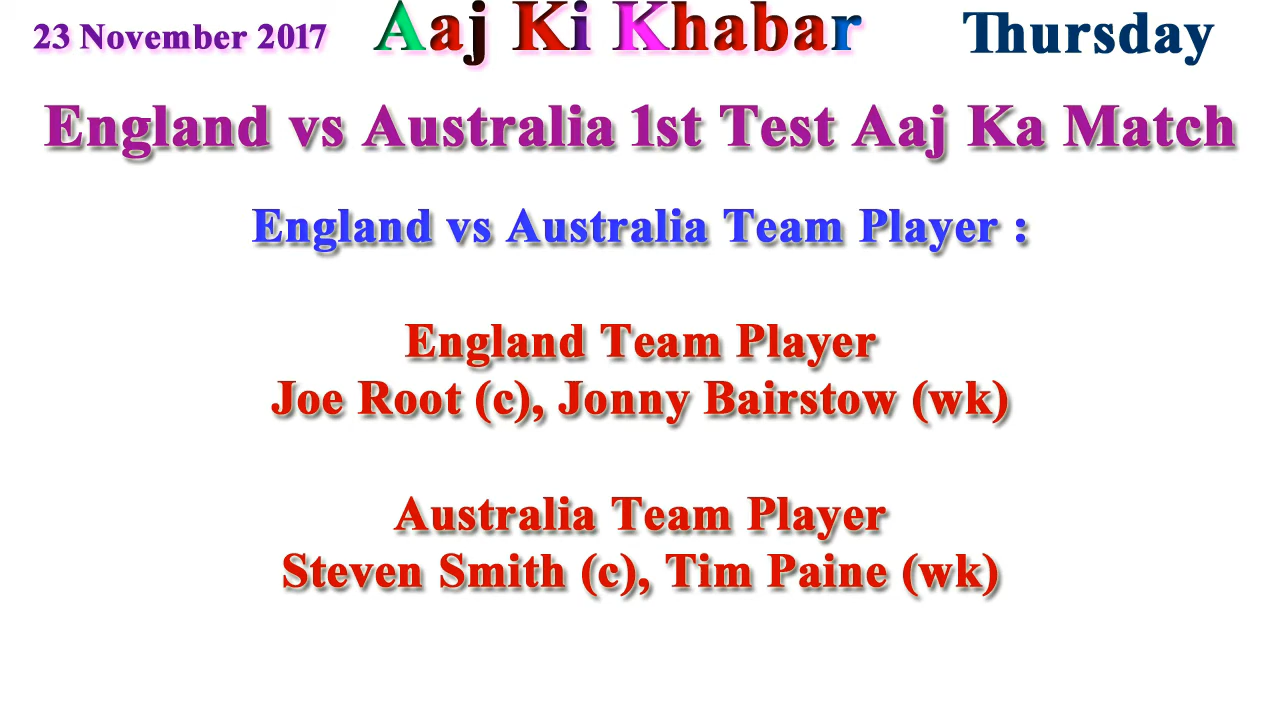 23 November 2017 Aaj Ki Khabar Thursday
England vs Australia 1st Test Aaj Ka Match
England vs Australia Team Player :
England Team Player
Joe Root (c), Jonny Bairstow (wk)
Australia Team Player
Steven Smith (c), Tim Paine (wk)